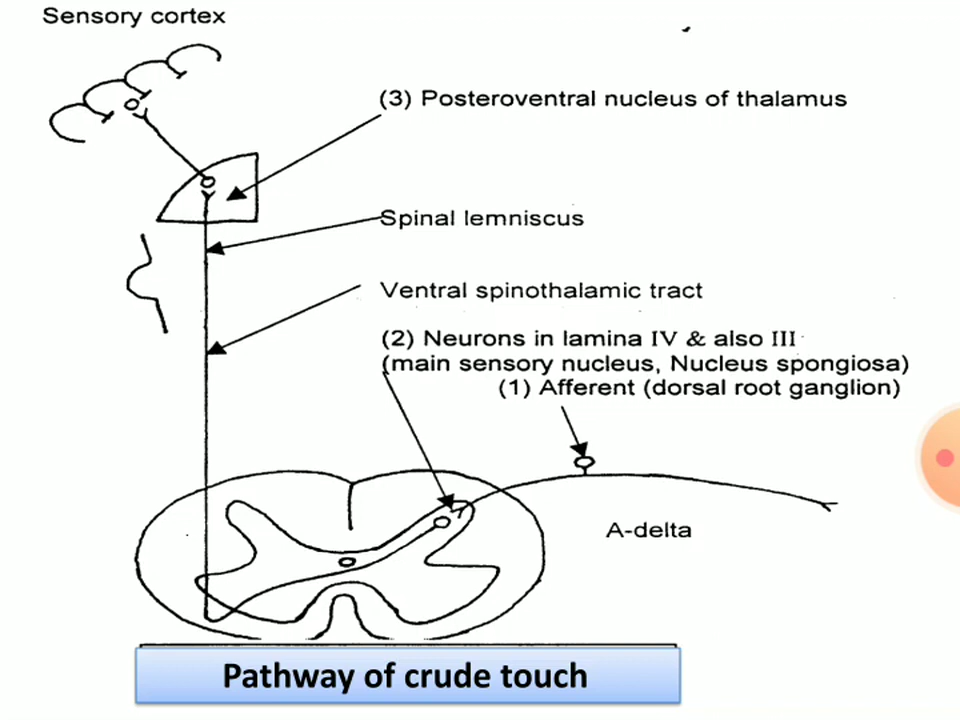 Sensory cortex
(3) Posteroventral nucleus of thalamus
Spinal lemniscus
Ventral spinothalamic tract
(2) Neurons in lamina IV & also III
(main sensory nucleus, Nucleus spongiosa)
(1) Afferent (dorsal root ganglion)
A-delta
Pathway of crude touch